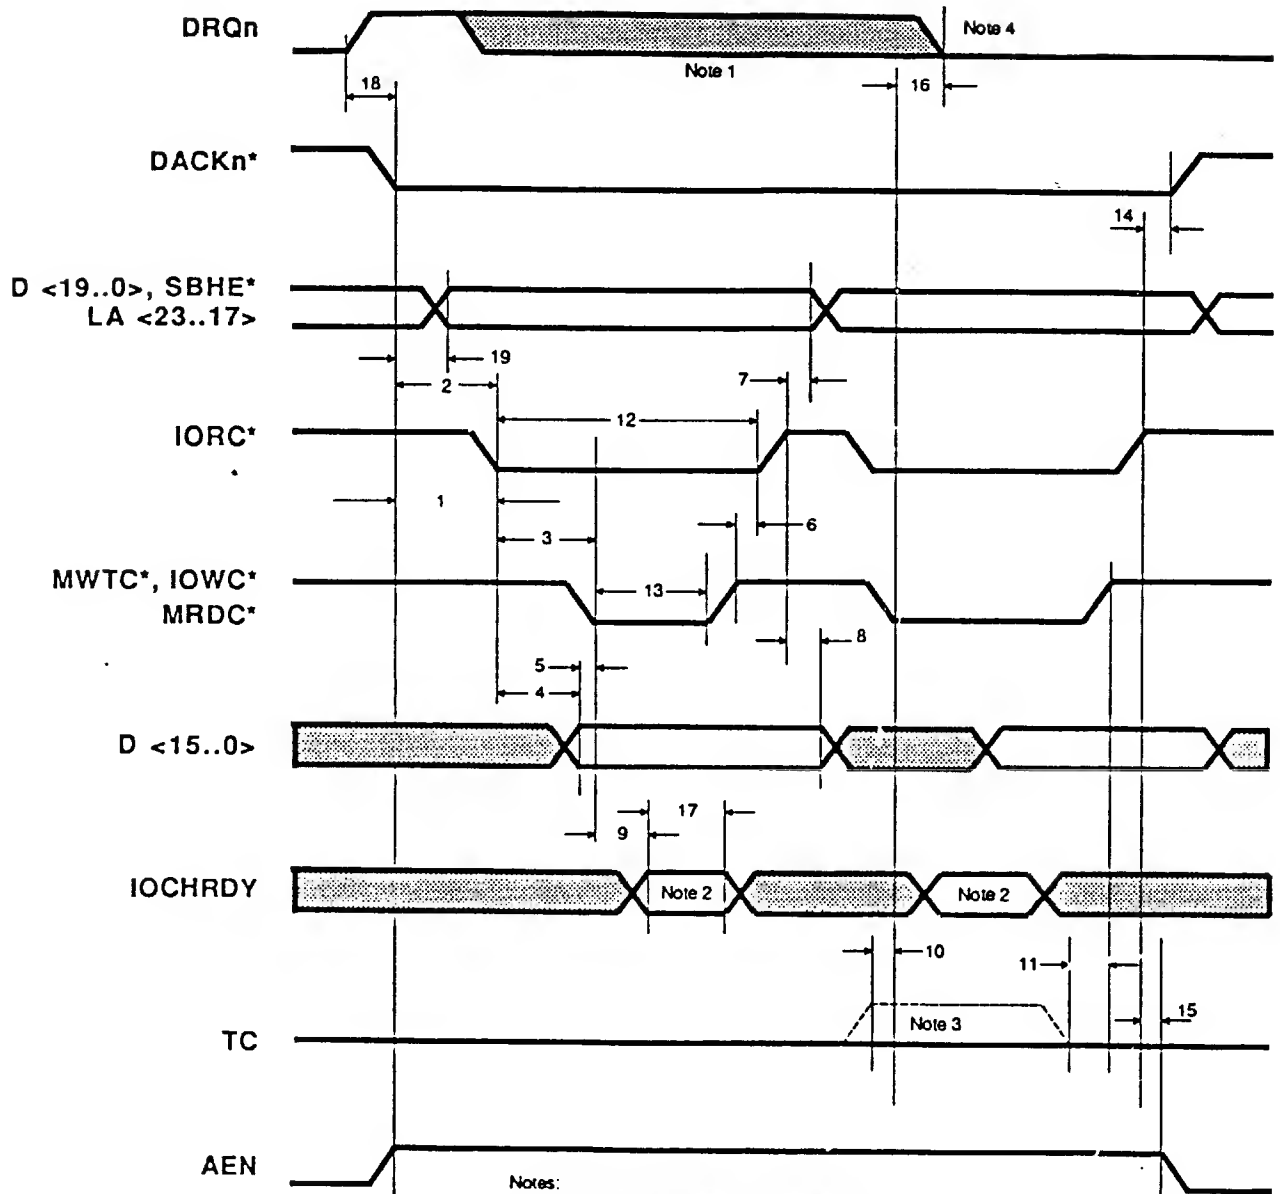 DRQn
Note 4
Note 1
18
16
DACKn*
14
D <19..0>, SBHE*
LA <23..17>
19
2
7
12
IORC*
1
3
6
MWTC*, IOWC*
MRDC*
13
8
5
4
D <15..0>
17
9
IOCHRDY
Note 2
Note 2
10
11
15
TC
Note 3
AEN
Notes: